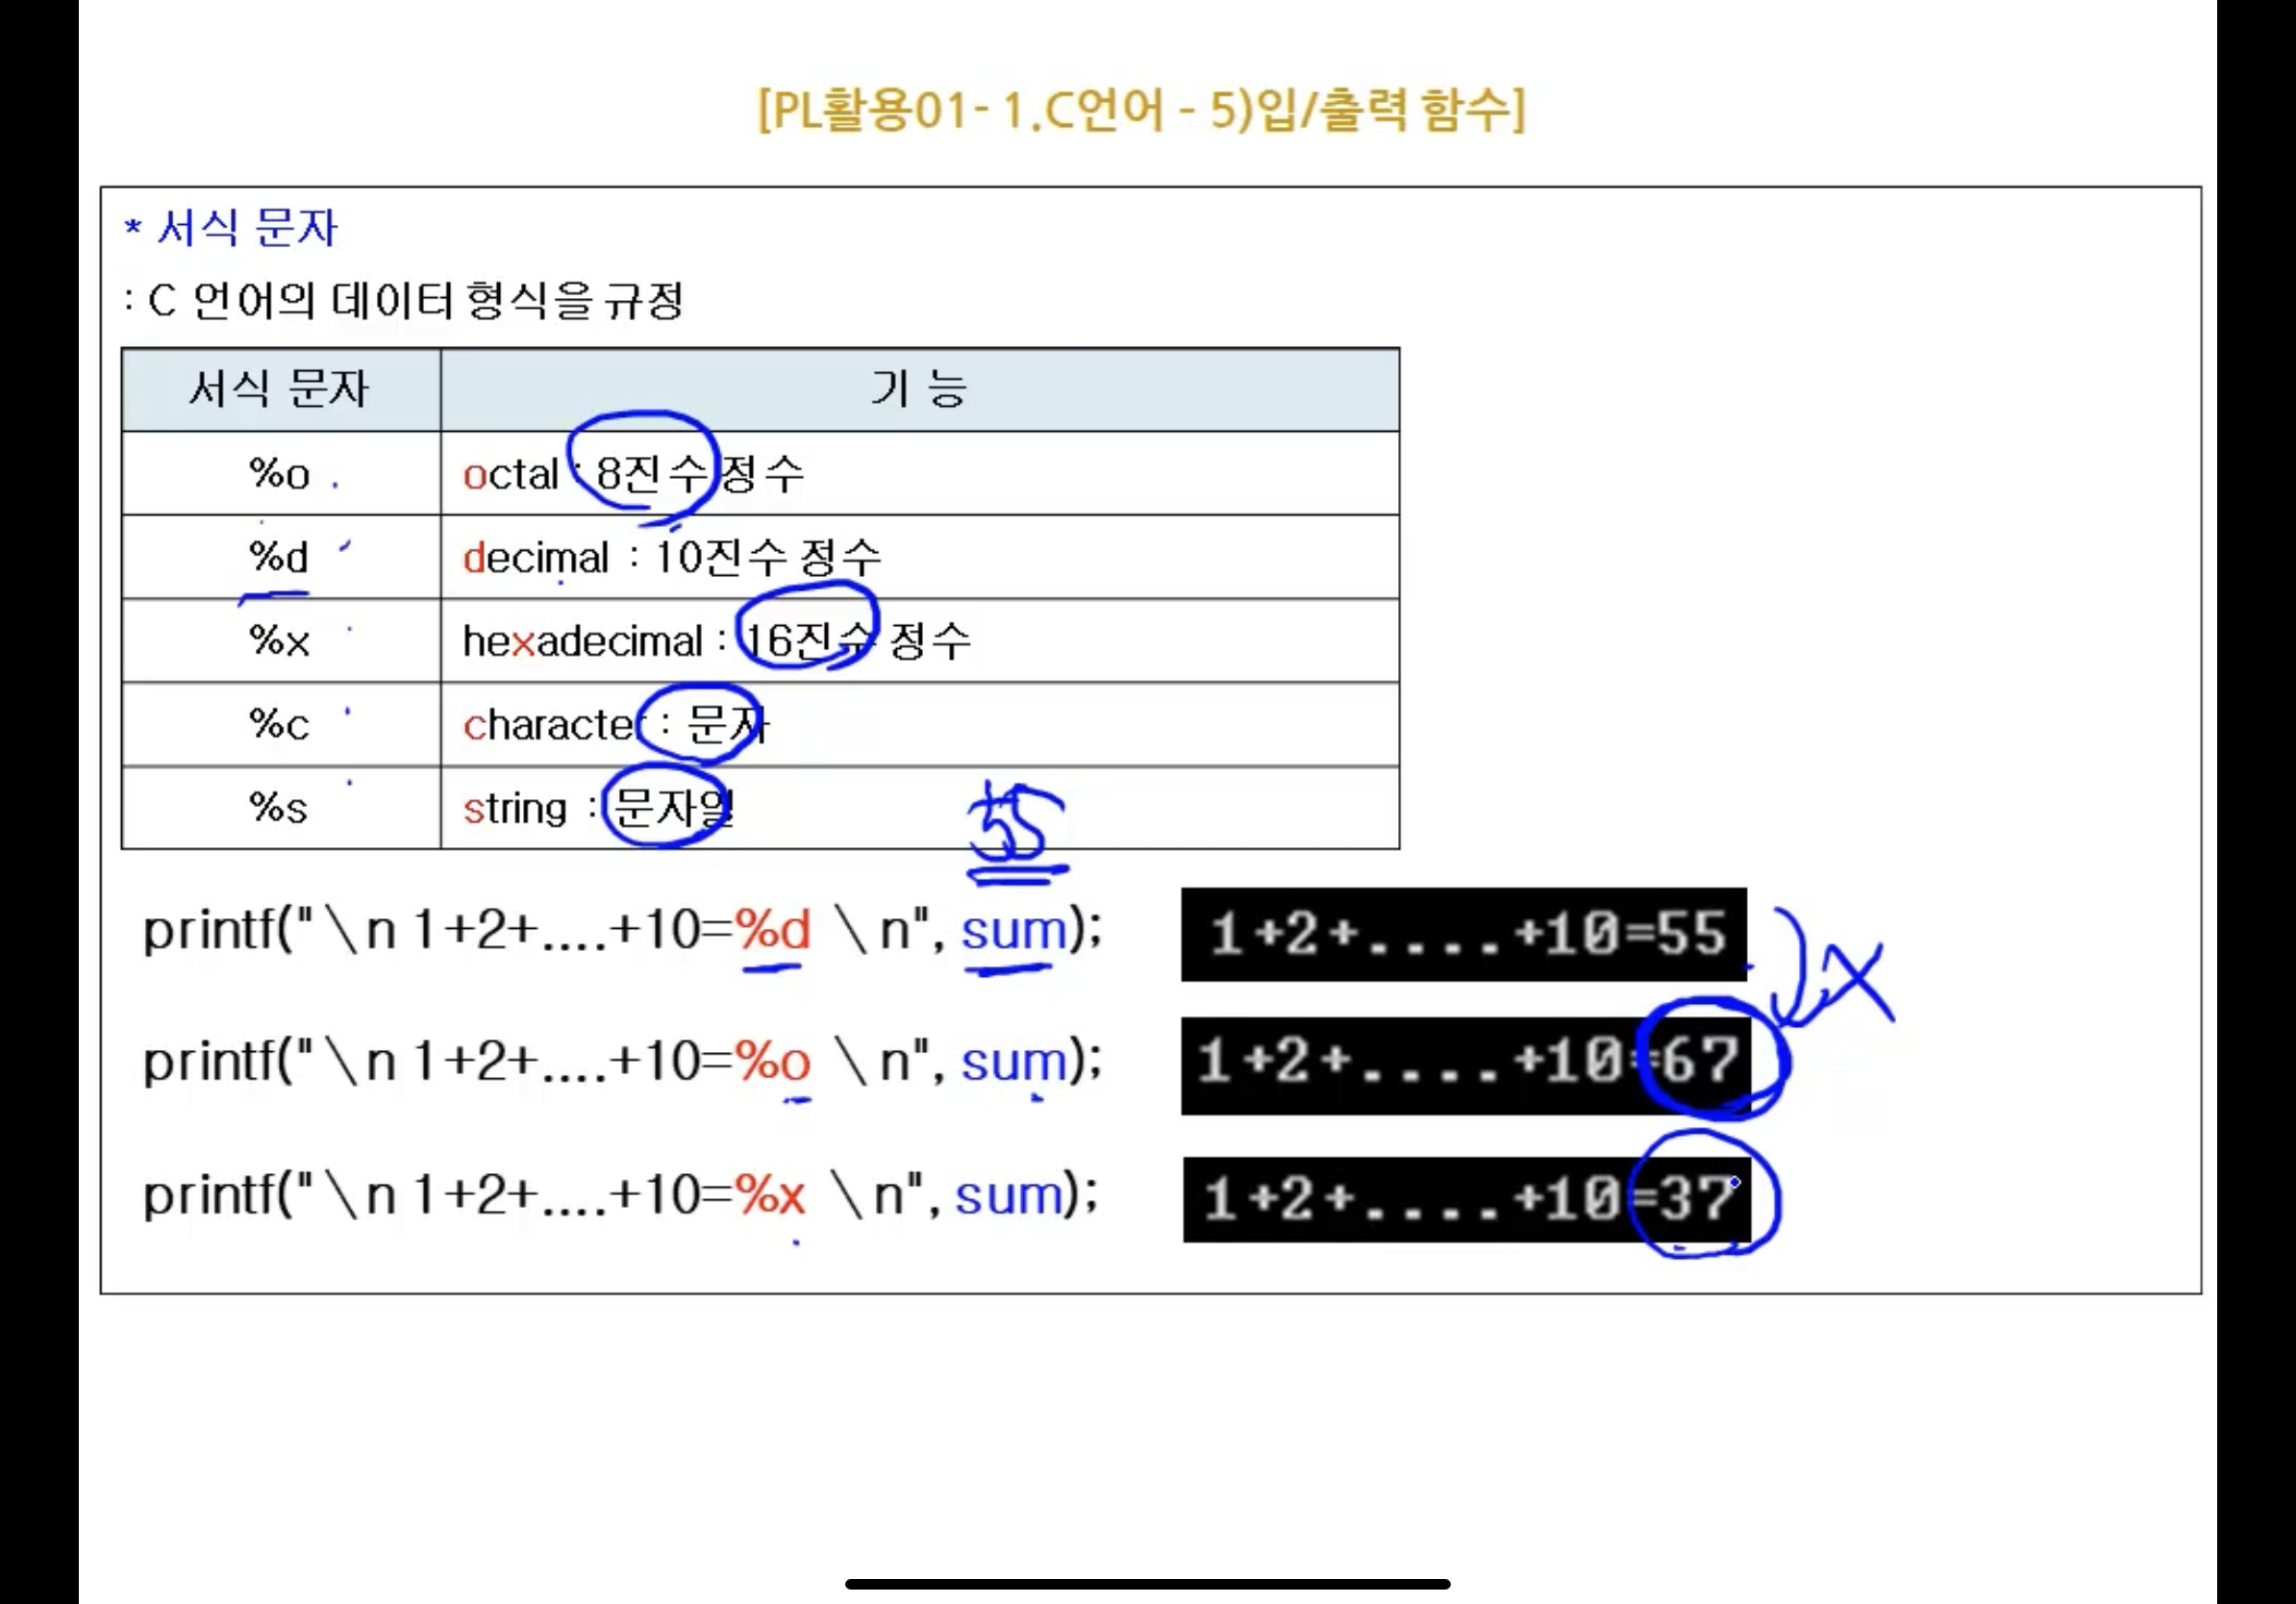 [PL활용01- 1.C언어 - 5)입/출력 함수]
* 서식 문자
: C 언어의 데이터 형식을 규정
서식 문자 기 능
%o octal : 8진수 정수
%d decimal : 10진수 정수
%x hexadecimal : 16진수 정수
%c character : 문자
%s string : 문자열
55
printf("\n 1+2+....+10=%d \n", sum); 1+2+....+10=55
printf("\n 1+2+....+10=%o \n", sum); 1+2+....+10=67
printf("\n 1+2+....+10=%x \n", sum); 1+2+....+10=37
X